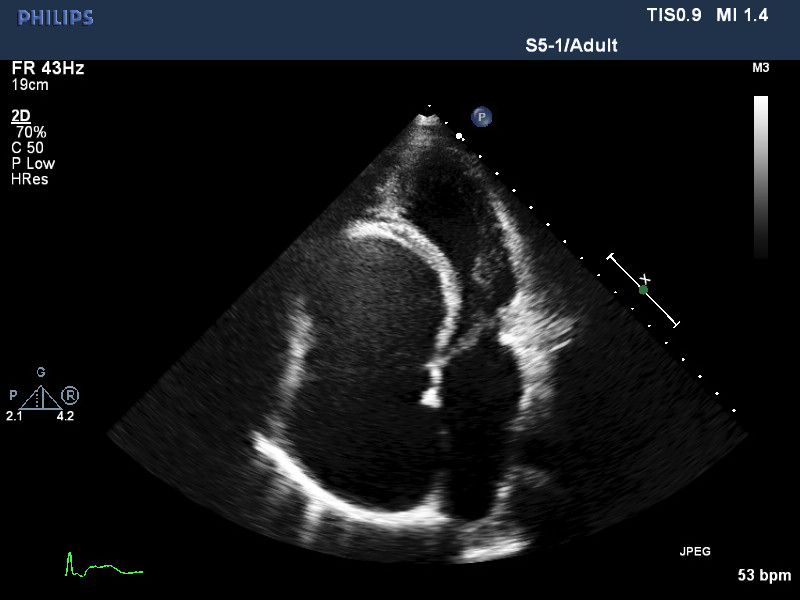 PHILIPS
TIS0.9 MI 1.4
S5-1/Adult
FR 43Hz
19cm
M3
2D
70%
C 50
P Low
HRes
P
X
G
P R
2.1 4.2
JPEG
53 bpm